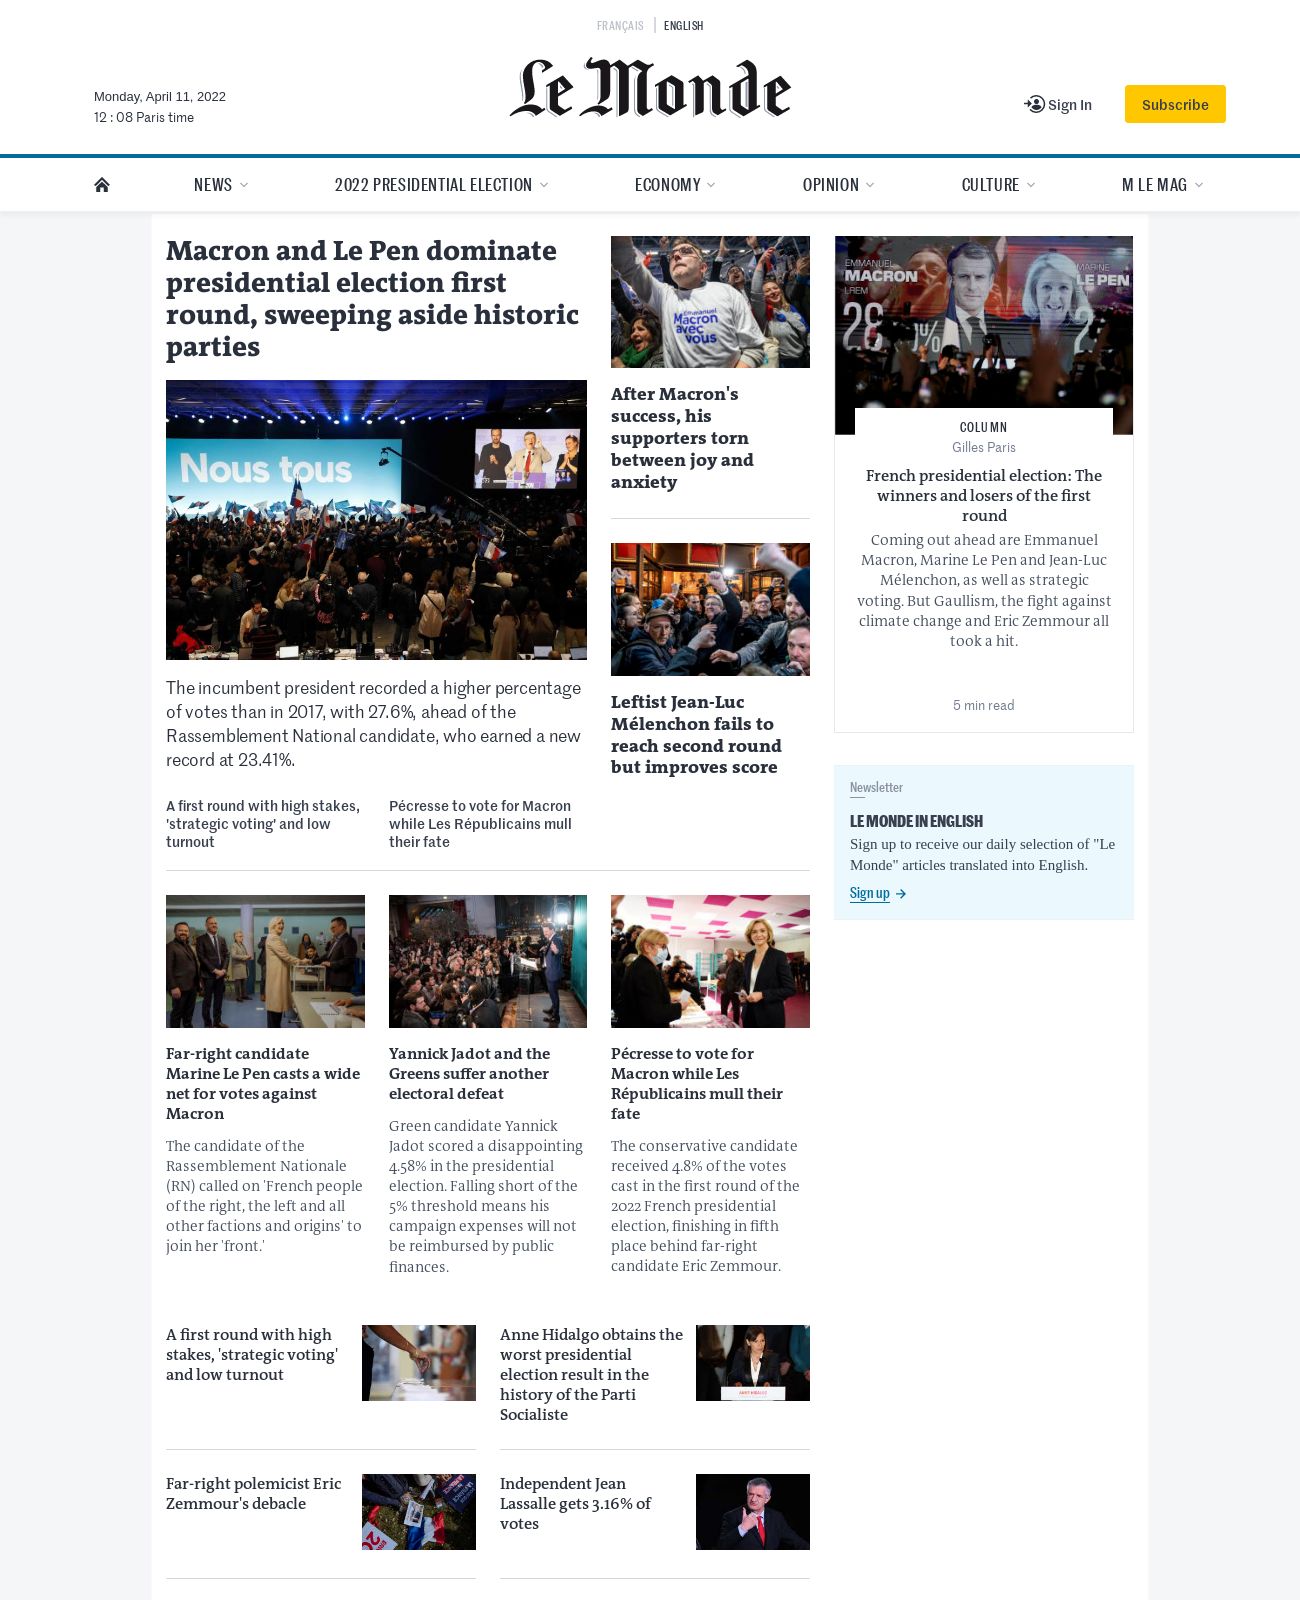 FRANÇAIS
ENGLISH
Le Monde
Monday, April 11, 2022
12 : 08 Paris time
Sign In
Subscribe
NEWS
2022 PRESIDENTIAL ELECTION
ECONOMY
OPINION
CULTURE
M LE MAG
Macron and Le Pen dominate
presidential election first
round, sweeping aside historic
parties
Nous tous
The incumbent president recorded a higher percentage
of votes than in 2017, with 27.6%, ahead of the
Rassemblement National candidate, who earned a new
record at 23.41%.
A first round with high stakes,
'strategic voting' and low
turnout
Pécresse to vote for Macron
while Les Républicains mull
their fate
Emmanuel
Macron
avec
vous
After Macron's
success, his
supporters torn
between joy and
anxiety
Leftist Jean-Luc
Mélenchon fails to
reach second round
but improves score
EMMANUEL
MACRON
LREM
28
%
MARINE
LE PEN
2
COLUMN
Gilles Paris
French presidential election: The
winners and losers of the first
round
Coming out ahead are Emmanuel
Macron, Marine Le Pen and Jean-Luc
Mélenchon, as well as strategic
voting. But Gaullism, the fight against
climate change and Eric Zemmour all
took a hit.
5 min read
Newsletter
LE MONDE IN ENGLISH
Sign up to receive our daily selection of "Le
Monde" articles translated into English.
Sign up
Far-right candidate
Marine Le Pen casts a wide
net for votes against
Macron
The candidate of the
Rassemblement Nationale
(RN) called on 'French people
of the right, the left and all
other factions and origins' to
join her 'front.'
Yannick Jadot and the
Greens suffer another
electoral defeat
Green candidate Yannick
Jadot scored a disappointing
4.58% in the presidential
election. Falling short of the
5% threshold means his
campaign expenses will not
be reimbursed by public
finances.
Pécresse to vote for
Macron while Les
Républicains mull their
fate
The conservative candidate
received 4.8% of the votes
cast in the first round of the
2022 French presidential
election, finishing in fifth
place behind far-right
candidate Eric Zemmour.
A first round with high
stakes, 'strategic voting'
and low turnout
Anne Hidalgo obtains the
worst presidential
election result in the
history of the Parti
Socialiste
Far-right polemicist Eric
Zemmour's debacle
Independent Jean
Lassalle gets 3.16% of
votes